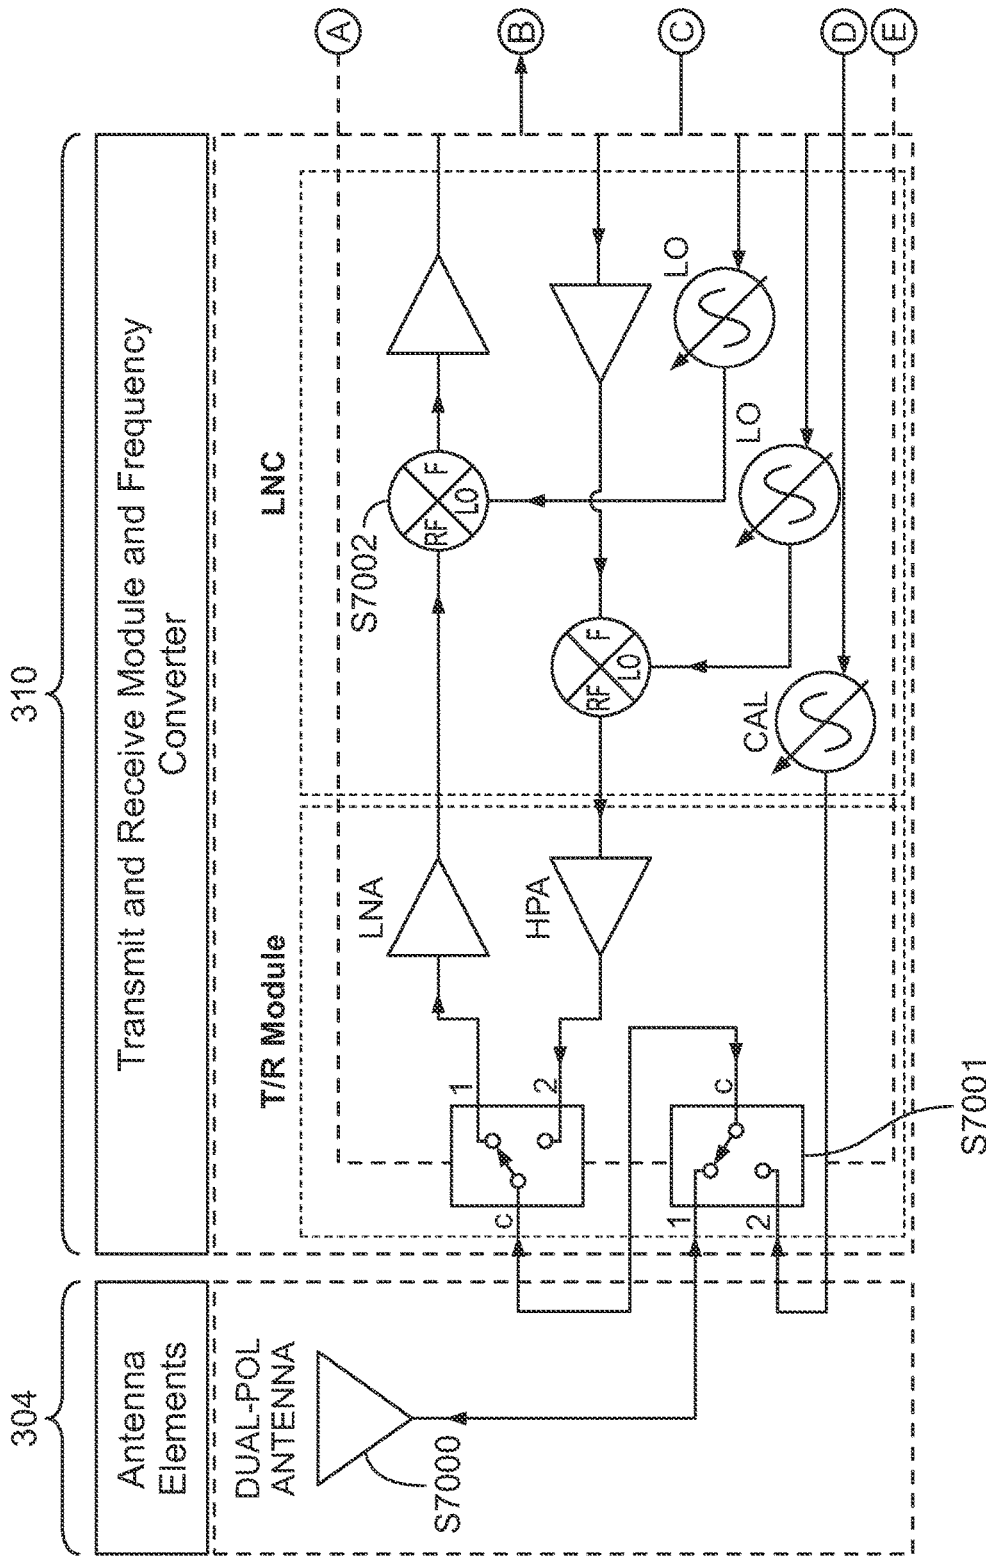 304
310
Antenna
Elements
Transmit and Receive Module and Frequency
Converter
DUAL-POL
ANTENNA
S7000
T/R Module
LNC
c
1
2
LNA
HPA
1
2
c
S7001
S7002
RF
F
LO
RF
F
LO
LO
LO
CAL
A
B
C
D
E